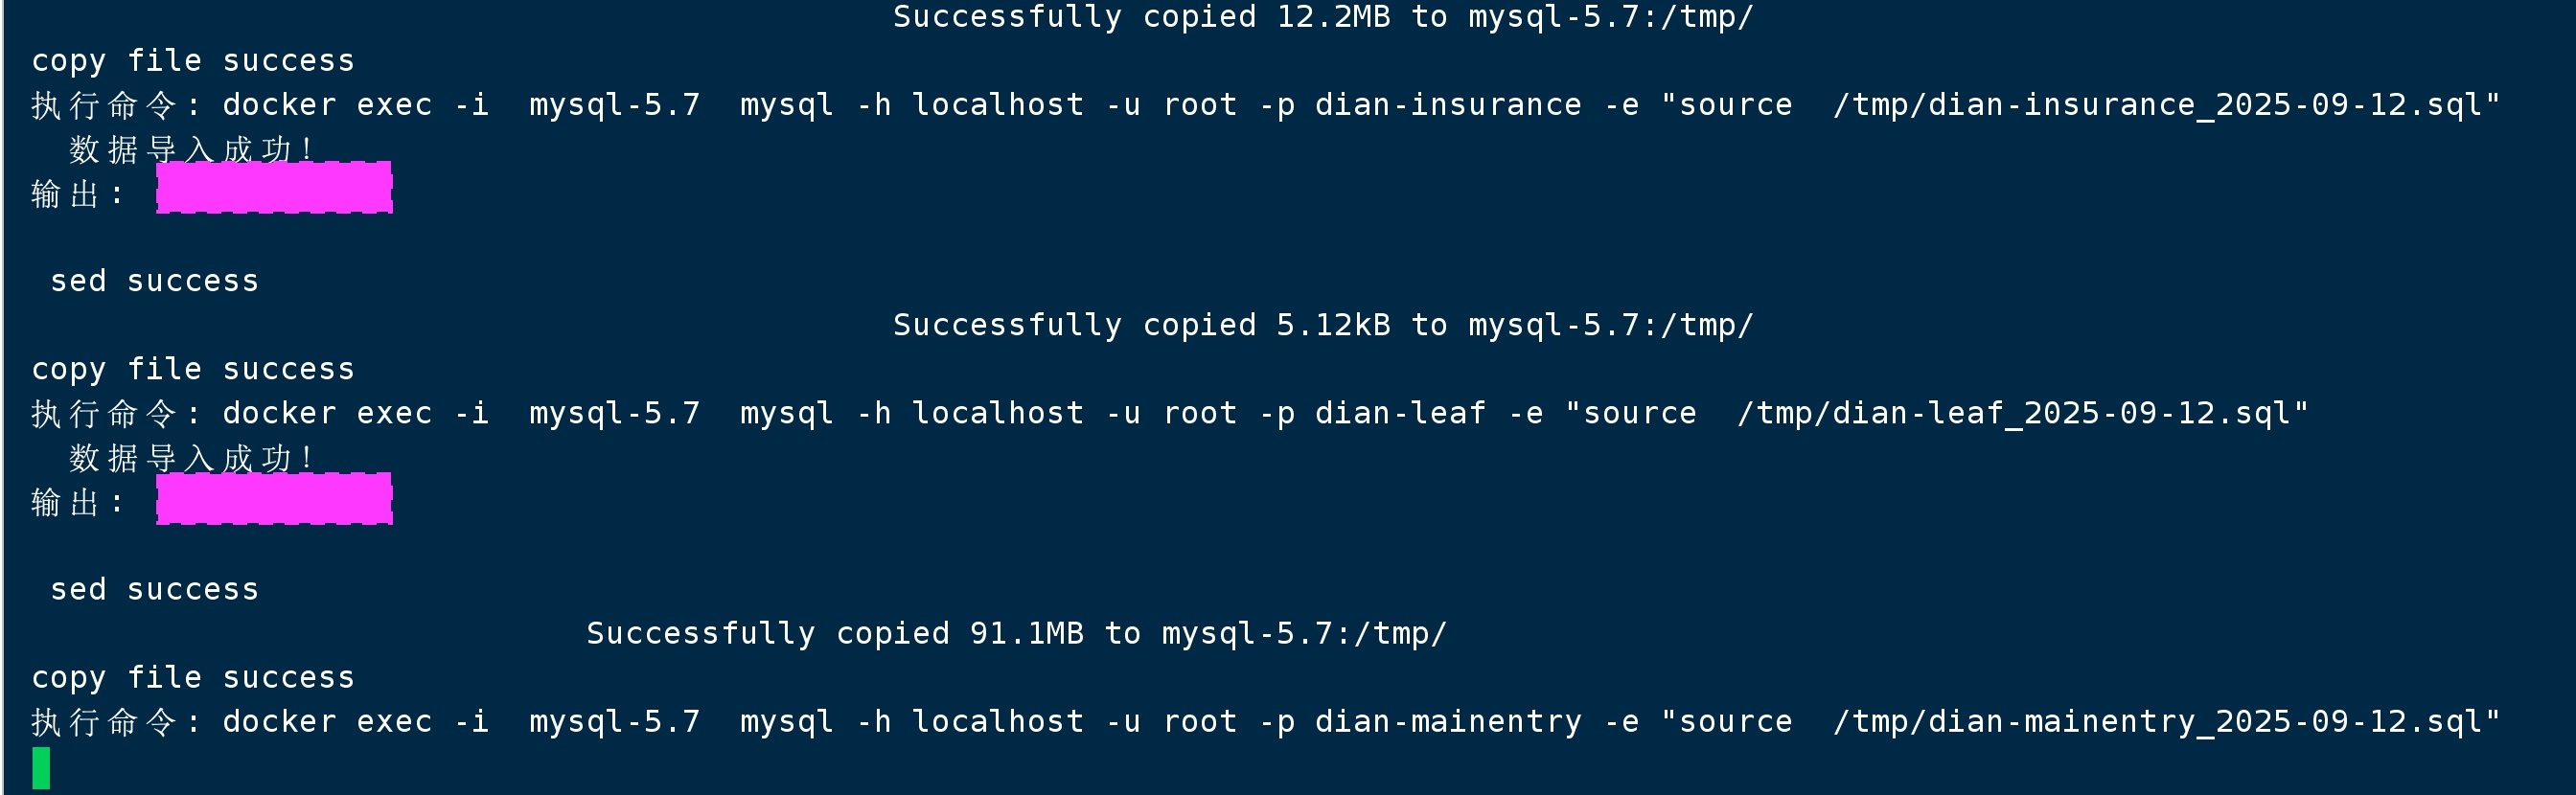 Successfully copied 12.2MB to mysql-5.7:/tmp/
copy file success
执行命令: docker exec -i  mysql-5.7  mysql -h localhost -u root -p dian-insurance -e "source  /tmp/dian-insurance_2025-09-12.sql"
数据导入成功!
输出:
sed success
Successfully copied 5.12kB to mysql-5.7:/tmp/
copy file success
执行命令: docker exec -i  mysql-5.7  mysql -h localhost -u root -p dian-leaf -e "source  /tmp/dian-leaf_2025-09-12.sql"
数据导入成功!
输出:
sed success
Successfully copied 91.1MB to mysql-5.7:/tmp/
copy file success
执行命令: docker exec -i  mysql-5.7  mysql -h localhost -u root -p dian-mainentry -e "source  /tmp/dian-mainentry_2025-09-12.sql"